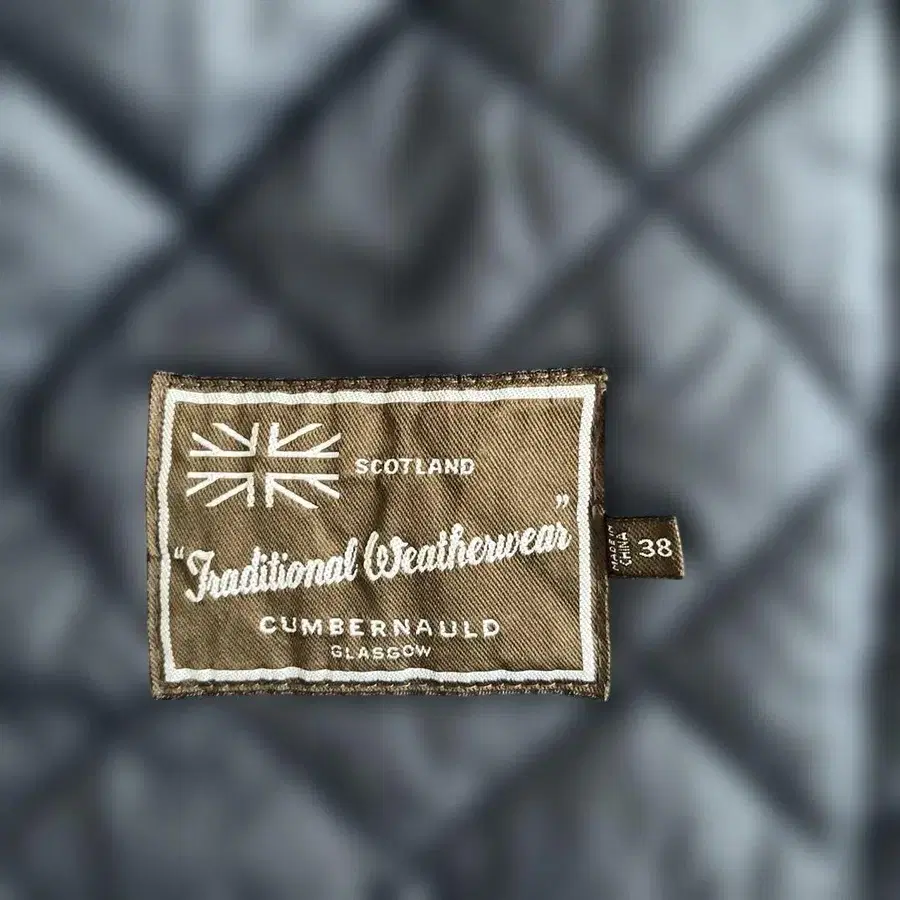 SCOTLAND
“Traditional Weatherwear”
CUMBERNAULD
GLASGOW
MADE IN
CHINA
38